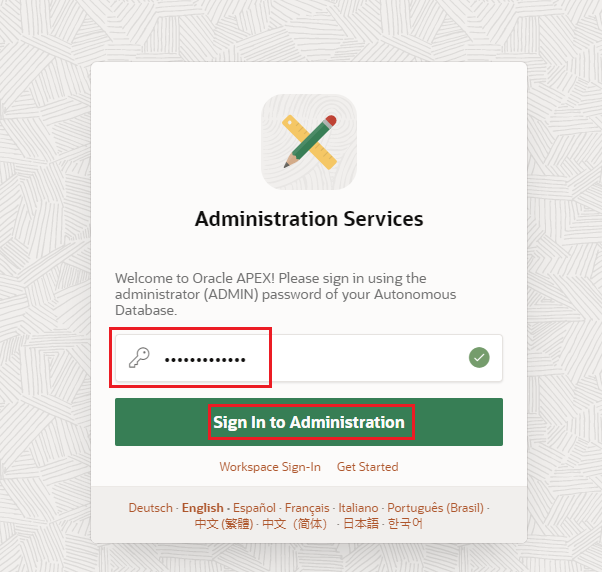 Administration Services
Welcome to Oracle APEX! Please sign in using the
administrator (ADMIN) password of your Autonomous
Database.
•••••••••••••
Sign In to Administration
Workspace Sign-In Get Started
Deutsch · English · Español · Français · Italiano · Português (Brasil) ·
中文 (繁體) · 中文（简体） · 日本語 · 한국어